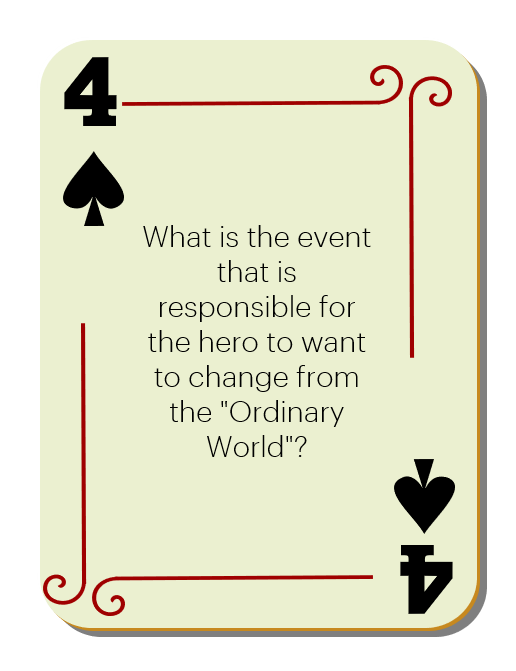 4
What is the event
that is
responsible for
the hero to want
to change from
the "Ordinary
World"?
4